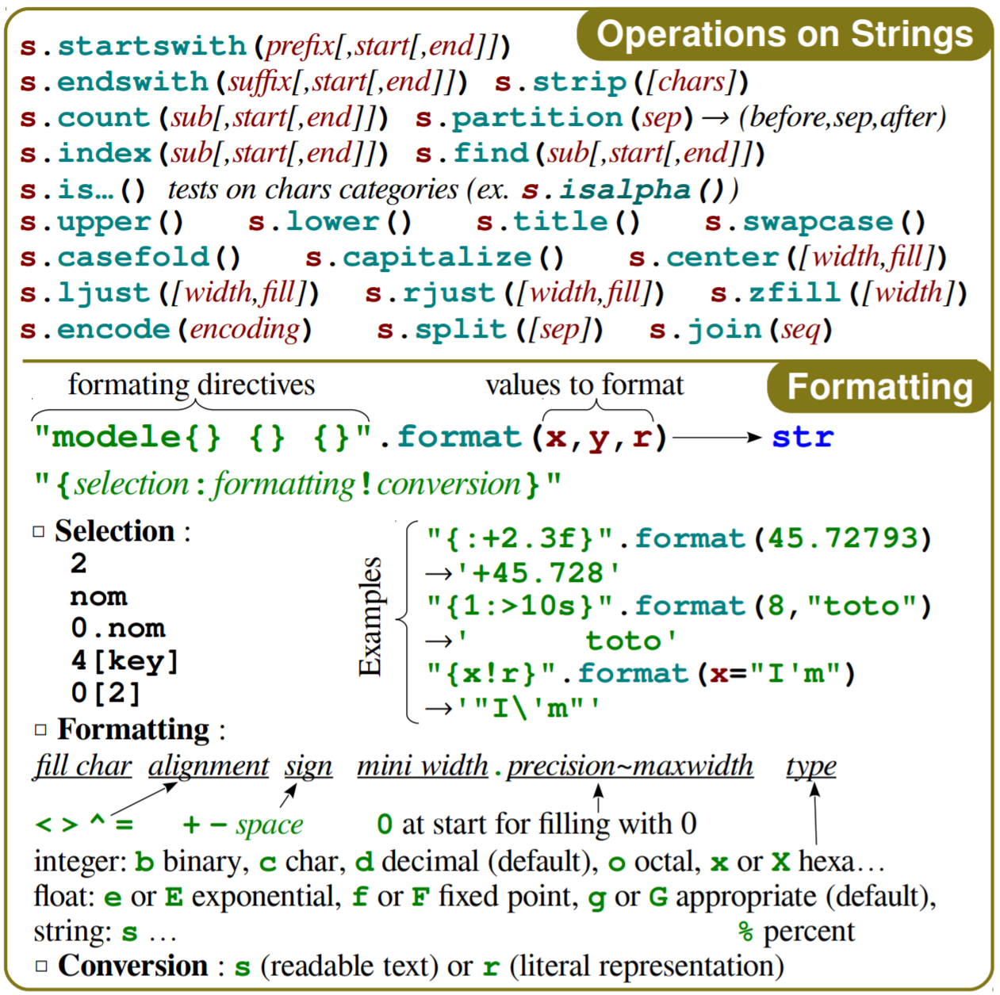 Operations on Strings
s.startswith(prefix[,start[,end]])
s.endswith(suffix[,start[,end]]) s.strip([chars])
s.count(sub[,start[,end]]) s.partition(sep)→ (before,sep,after)
s.index(sub[,start[,end]]) s.find(sub[,start[,end]])
s.is…() tests on chars categories (ex. s.isalpha())
s.upper() s.lower() s.title() s.swapcase()
s.casefold() s.capitalize() s.center([width,fill])
s.ljust([width,fill]) s.rjust([width,fill]) s.zfill([width])
s.encode(encoding) s.split([sep]) s.join(seq)
formating directives values to format Formatting
"modele{} {} {}".format(x,y,r) → str
"{selection:formatting!conversion}"
□ Selection :
2
nom
0.nom
4[key]
0[2]
Examples
"{:+2.3f}".format(45.72793)
→'+45.728'
"{1:>10s}".format(8,"toto")
→'      toto'
"{x!r}".format(x="I'm")
→'"I\'m"'
□ Formatting :
fill char alignment sign mini width.precision~maxwidth type
< > ^ = + - space 0 at start for filling with 0
integer: b binary, c char, d decimal (default), o octal, x or X hexa…
float: e or E exponential, f or F fixed point, g or G appropriate (default),
string: s … % percent
□ Conversion : s (readable text) or r (literal representation)